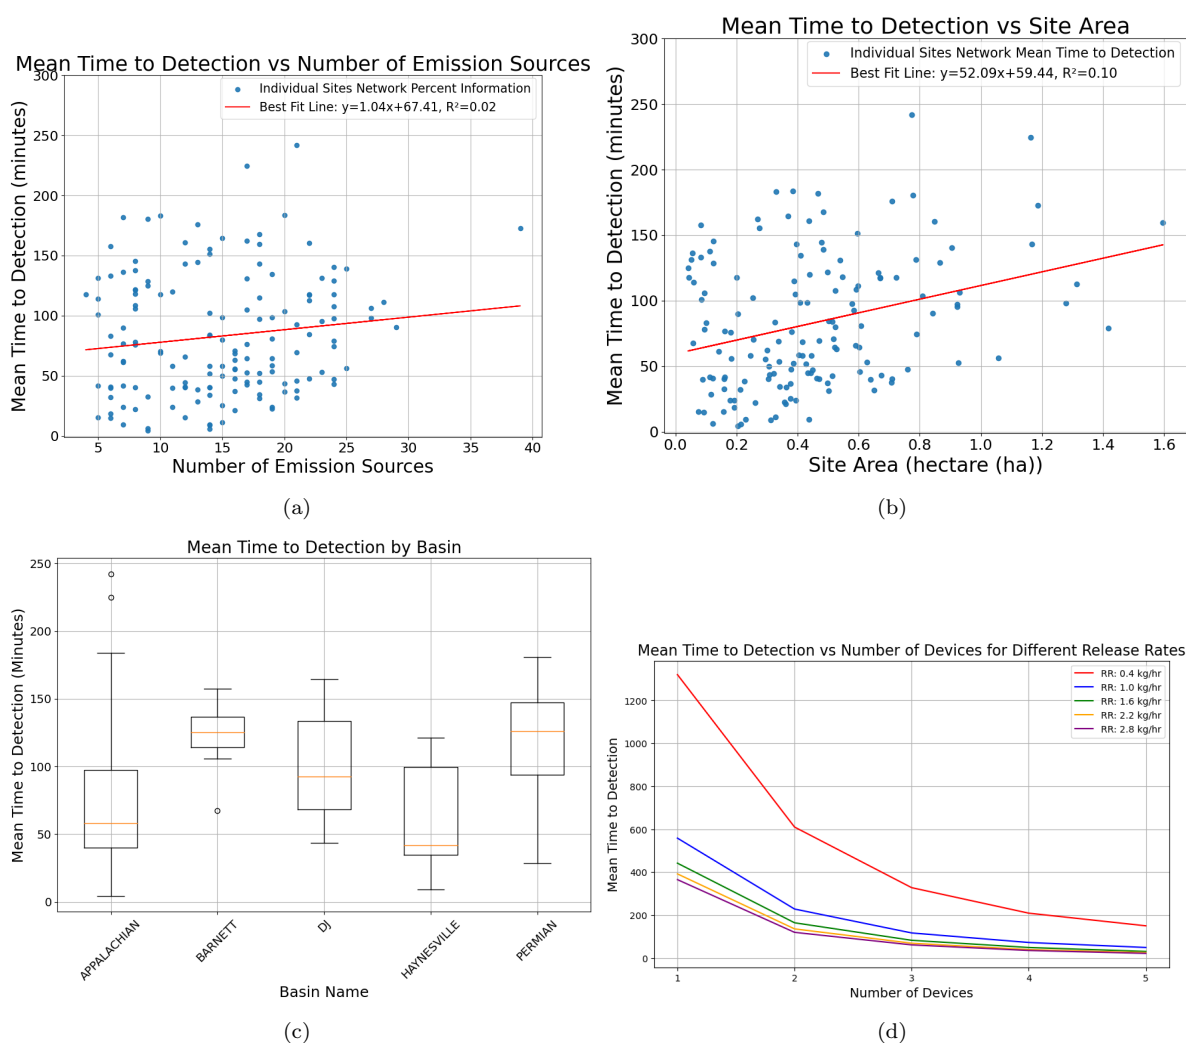 Mean Time to Detection vs Number of Emission Sources
Individual Sites Network Percent Information
Best Fit Line: y=1.04x+67.41, R²=0.02
Mean Time to Detection (minutes)
300
250
200
150
100
50
0
5 10 15 20 25 30 35 40
Number of Emission Sources
(a)
Mean Time to Detection vs Site Area
Individual Sites Network Mean Time to Detection
Best Fit Line: y=52.09x+59.44, R²=0.10
Mean Time to Detection (minutes)
300
250
200
150
100
50
0
0.0 0.2 0.4 0.6 0.8 1.0 1.2 1.4 1.6
Site Area (hectare (ha))
(b)
Mean Time to Detection by Basin
Mean Time to Detection (Minutes)
250
200
150
100
50
0
APPALACHIAN BARNETT DJ HAYNESVILLE PERMIAN
Basin Name
(c)
Mean Time to Detection vs Number of Devices for Different Release Rates
RR: 0.4 kg/hr
RR: 1.0 kg/hr
RR: 1.6 kg/hr
RR: 2.2 kg/hr
RR: 2.8 kg/hr
Mean Time to Detection
1200
1000
800
600
400
200
0
1 2 3 4 5
Number of Devices
(d)